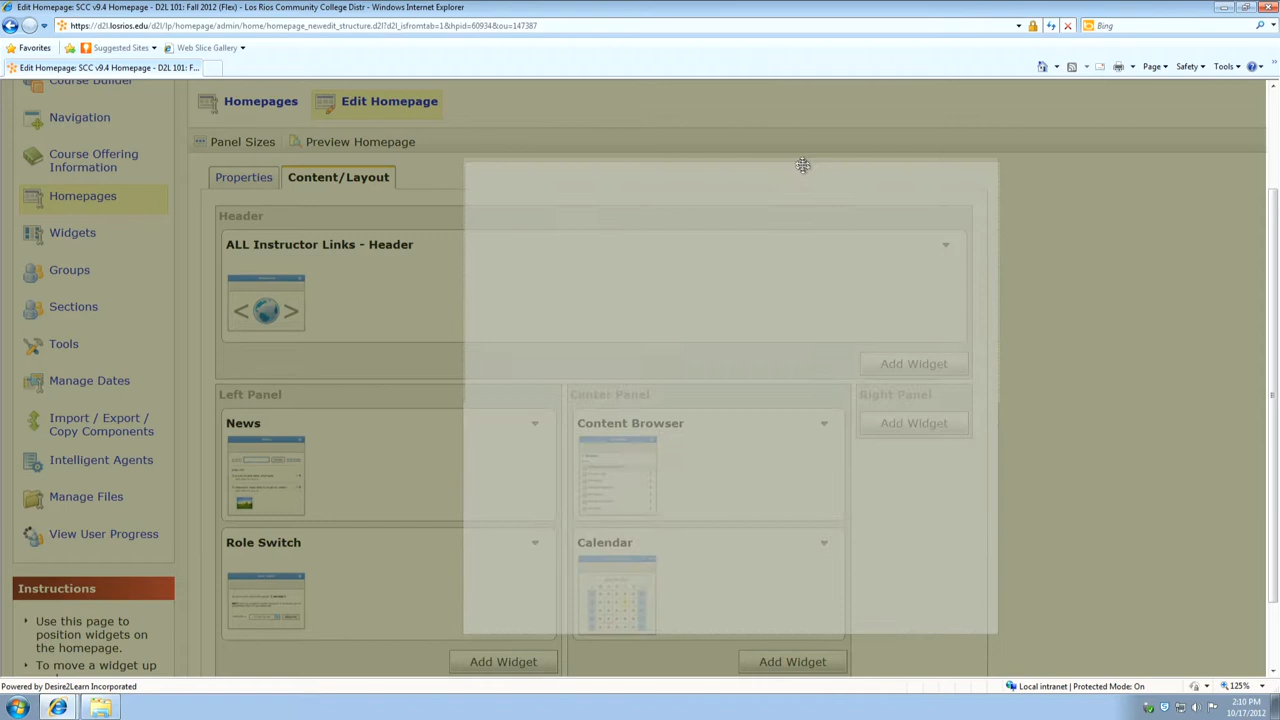 Edit Homepage: SCC v9.4 Homepage - D2L 101: Fall 2012 (Flex) - Los Rios Community College Distr - Windows Internet Explorer
https://d2l.losrios.edu/d2l/lp/homepage/admin/home/homepage_newedit_structure.d2l?d2l_isfromtab=1&hpid=60934&ou=147387
Bing
Favorites
Suggested Sites
Web Slice Gallery
Edit Homepage: SCC v9.4 Homepage - D2L 101: F...
Page
Safety
Tools
Course Builder
Navigation
Course Offering
Information
Homepages
Widgets
Groups
Sections
Tools
Manage Dates
Import / Export /
Copy Components
Intelligent Agents
Manage Files
View User Progress
Instructions
Use this page to
position widgets on
the homepage.
To move a widget up
Homepages
Edit Homepage
Panel Sizes
Preview Homepage
Properties
Content/Layout
Header
ALL Instructor Links - Header
Add Widget
Left Panel
News
Role Switch
Add Widget
Center Panel
Content Browser
Calendar
Add Widget
Right Panel
Add Widget
Powered by Desire2Learn Incorporated
Local intranet | Protected Mode: On
125%
2:10 PM
10/17/2012